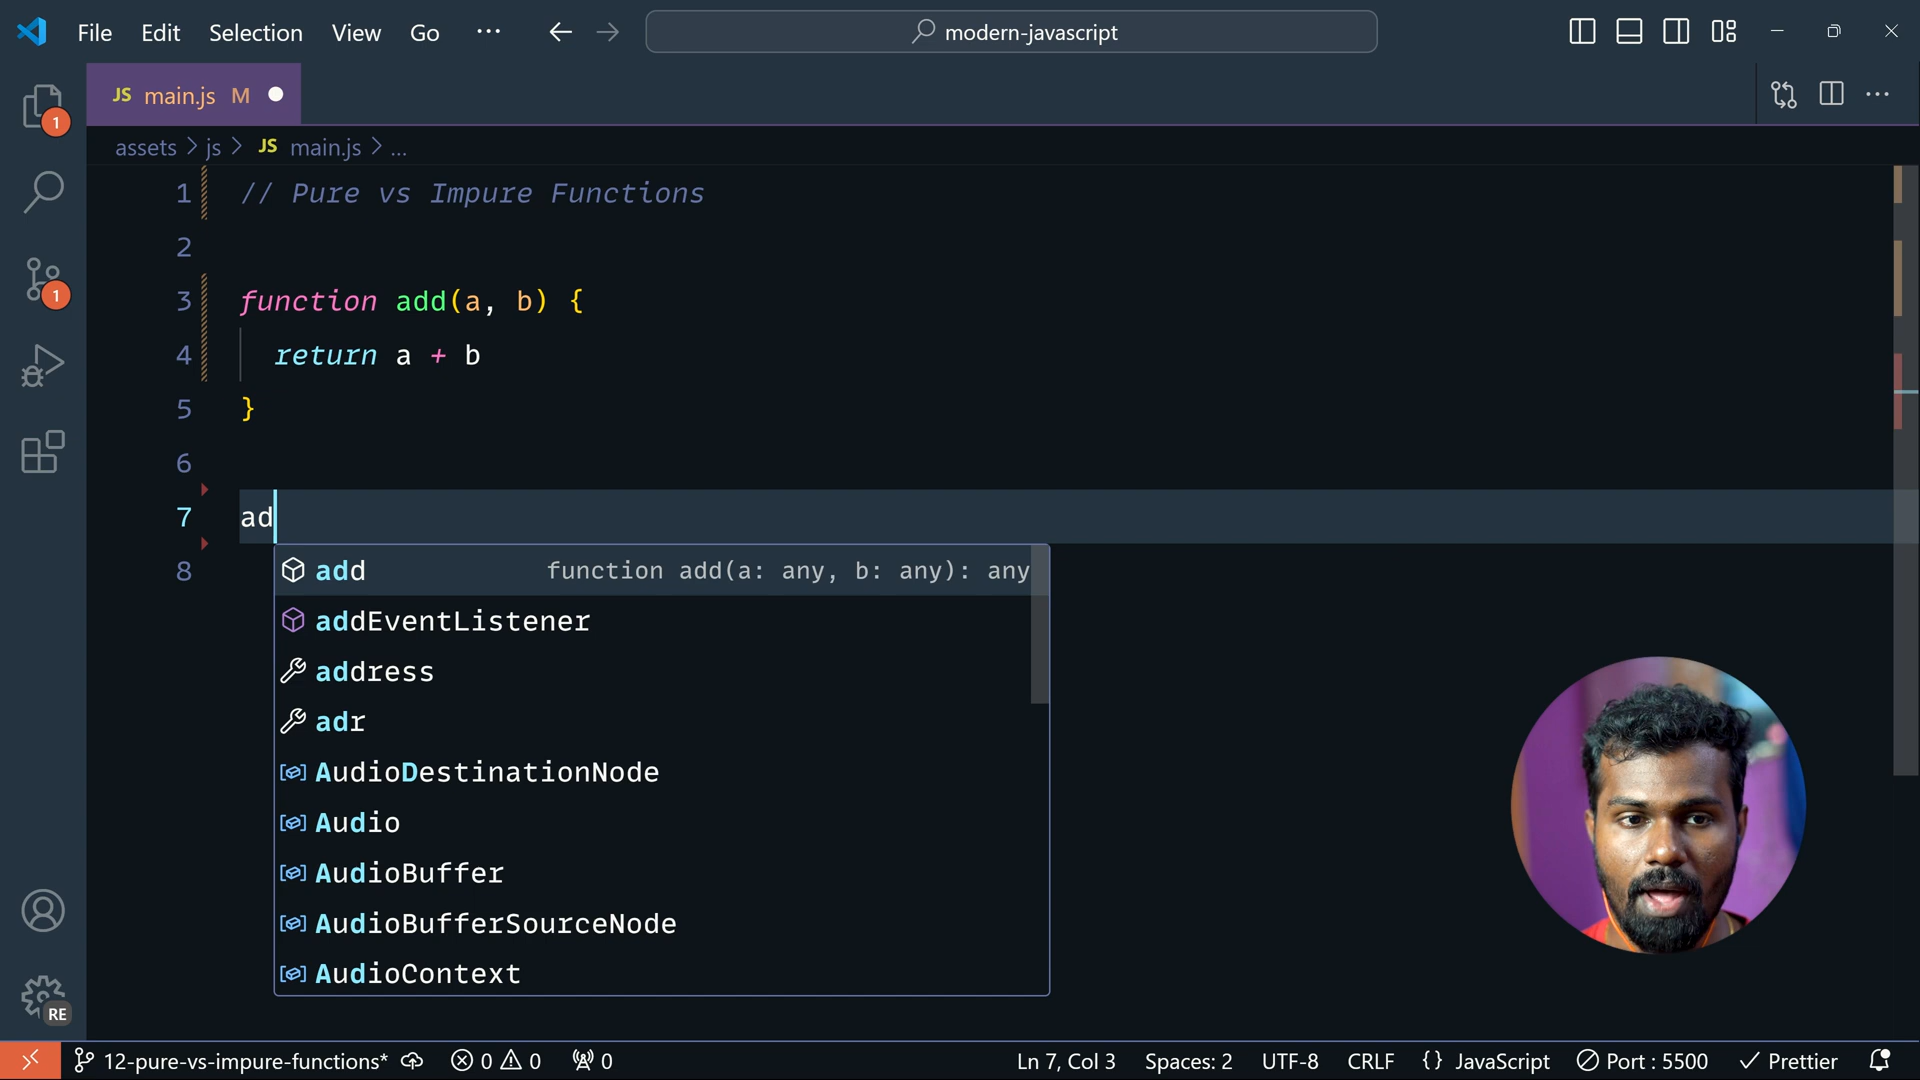 File Edit Selection View Go ··· modern-javascript
JS main.js M
1
assets > js > JS main.js > ...
1 // Pure vs Impure Functions
2
1
3 function add(a, b) {
4 return a + b
5 }
6
7 ad
8
add function add(a: any, b: any): any
addEventListener
address
adr
AudioDestinationNode
Audio
AudioBuffer
AudioBufferSourceNode
AudioContext
RE
12-pure-vs-impure-functions* 0 0 0 Ln 7, Col 3 Spaces: 2 UTF-8 CRLF {} JavaScript Port : 5500 Prettier